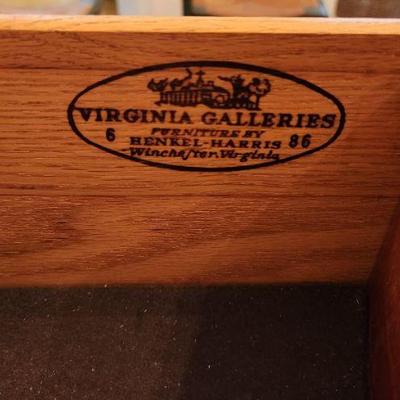 VIRGINIA GALLERIES
6 FURNITURE BY 86
HENKEL-HARRIS
Winchester, Virginia